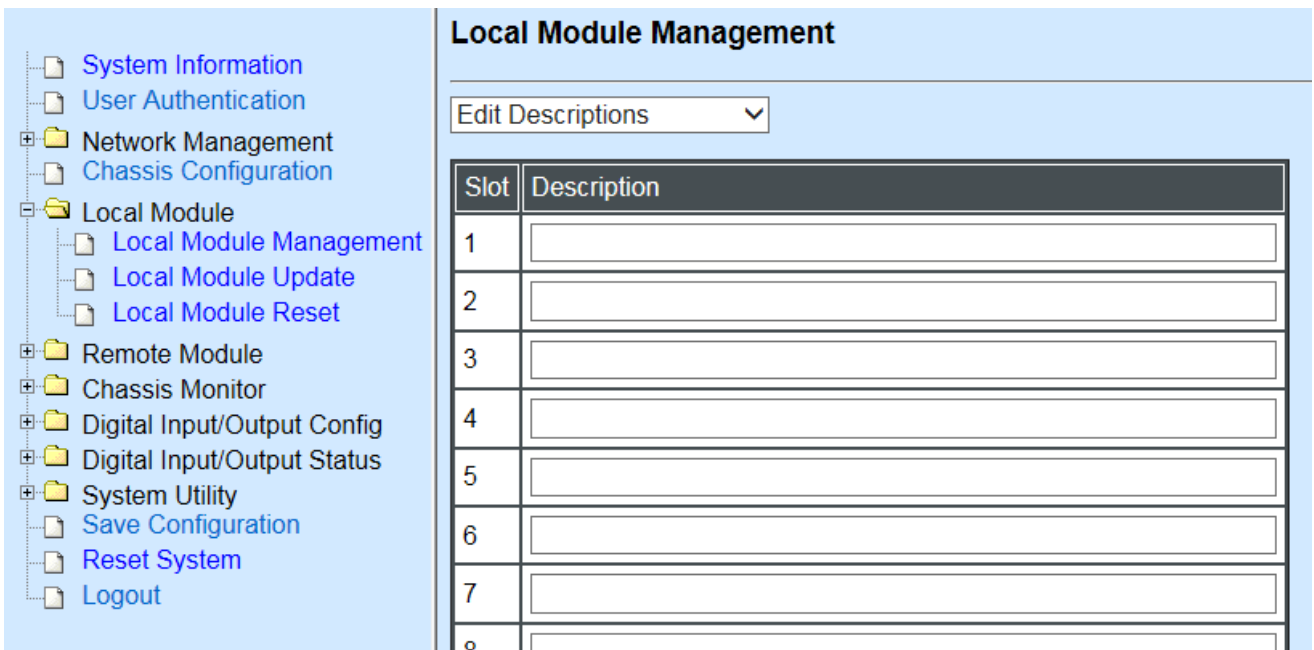 System Information
User Authentication
Network Management
Chassis Configuration
Local Module
Local Module Management
Local Module Update
Local Module Reset
Remote Module
Chassis Monitor
Digital Input/Output Config
Digital Input/Output Status
System Utility
Save Configuration
Reset System
Logout
Local Module Management
Edit Descriptions
Slot Description
1
2
3
4
5
6
7
8